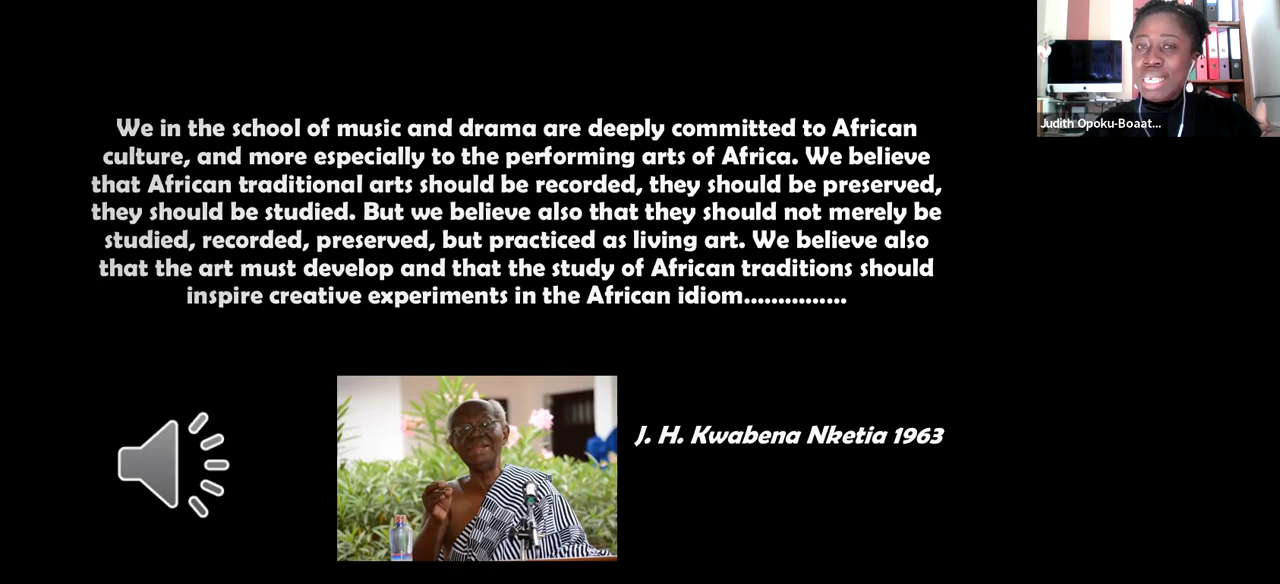 We in the school of music and drama are deeply committed to African
culture, and more especially to the performing arts of Africa. We believe
that African traditional arts should be recorded, they should be preserved,
they should be studied. But we believe also that they should not merely be
studied, recorded, preserved, but practiced as living art. We believe also
that the art must develop and that the study of African traditions should
inspire creative experiments in the African idiom...............
J. H. Kwabena Nketia 1963
Judith Opoku-Boaat...